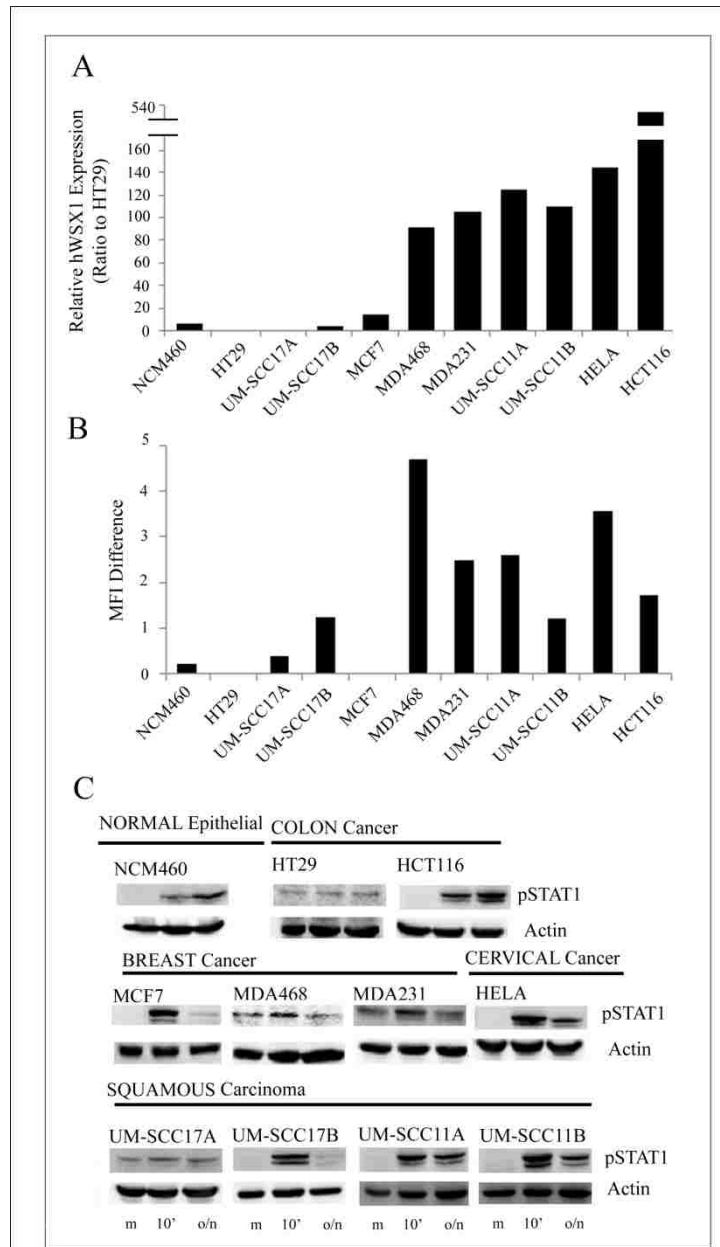 A
Relative hWSX1 Expression
(Ratio to HT29)
540
160
140
120
100
80
60
40
20
0
NCM460
HT29
UM-SCC17A
UM-SCC17B
MCF7
MDA468
MDA231
UM-SCC11A
UM-SCC11B
HELA
HCT116
B
MFI Difference
5
4
3
2
1
0
NCM460
HT29
UM-SCC17A
UM-SCC17B
MCF7
MDA468
MDA231
UM-SCC11A
UM-SCC11B
HELA
HCT116
C
NORMAL Epithelial COLON Cancer
NCM460 HT29 HCT116
pSTAT1
Actin
BREAST Cancer CERVICAL Cancer
MCF7 MDA468 MDA231 HELA
pSTAT1
Actin
SQUAMOUS Carcinoma
UM-SCC17A UM-SCC17B UM-SCC11A UM-SCC11B
pSTAT1
Actin
m 10' o/n m 10' o/n m 10' o/n m 10' o/n